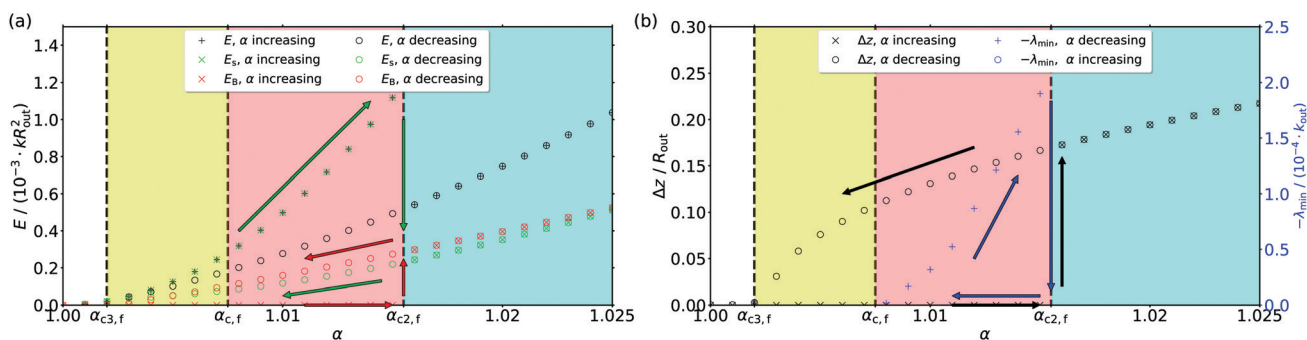 (a)
E / (10⁻³ · kR²out)
1.4
1.2
1.0
0.8
0.6
0.4
0.2
0.0
E, α increasing
Es, α increasing
EB, α increasing
E, α decreasing
Es, α decreasing
EB, α decreasing
1.00
αc3, f
αc, f
1.01
αc2, f
1.02
1.025
α
(b)
Δz / Rout
0.30
0.25
0.20
0.15
0.10
0.05
0.00
Δz, α increasing
Δz, α decreasing
−λmin, α decreasing
−λmin, α increasing
1.00
αc3, f
αc, f
1.01
αc2, f
1.02
1.025
α
2.5
2.0
1.5
1.0
0.5
0.0
−λmin / (10⁻⁴ · kout)